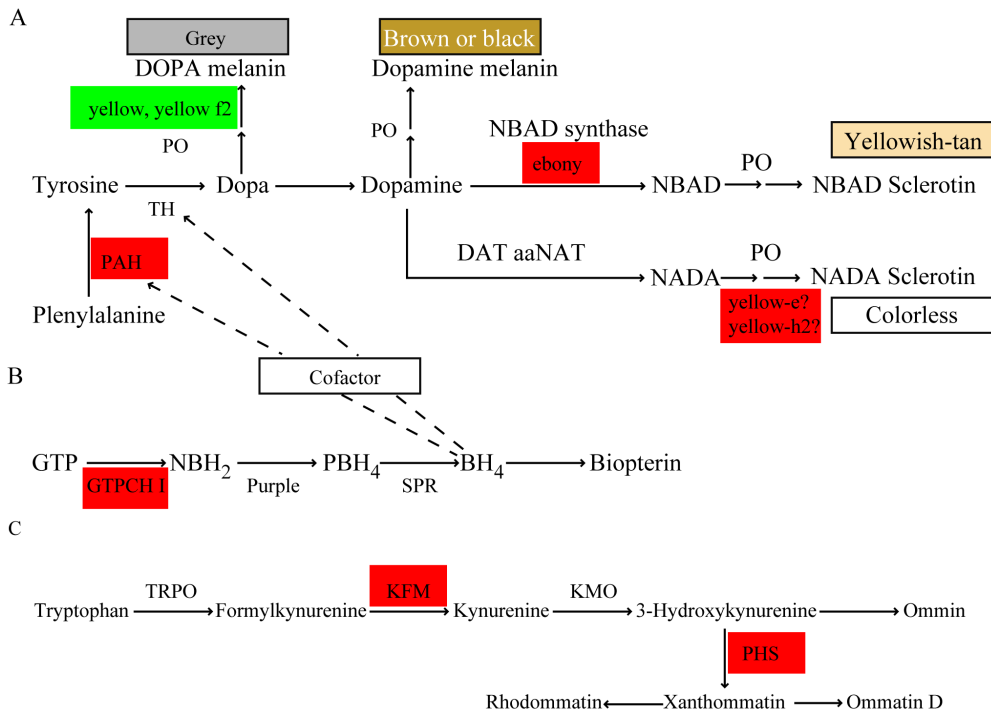 A
Grey
Brown or black
DOPA melanin
Dopamine melanin
yellow, yellow f2
PO
PO
NBAD synthase
ebony
PO
Yellowish-tan
Tyrosine
Dopa
Dopamine
NBAD
NBAD Sclerotin
TH
PAH
DAT aaNAT
PO
NADA
NADA Sclerotin
Plenylalanine
yellow-e?
yellow-h2?
Colorless
Cofactor
B
GTP
NBH₂
PBH₄
BH₄
Biopterin
GTPCH I
Purple
SPR
C
TRPO
KFM
KMO
Tryptophan
Formylkynurenine
Kynurenine
3-Hydroxykynurenine
Ommin
PHS
Rhodommatin
Xanthommatin
Ommatin D